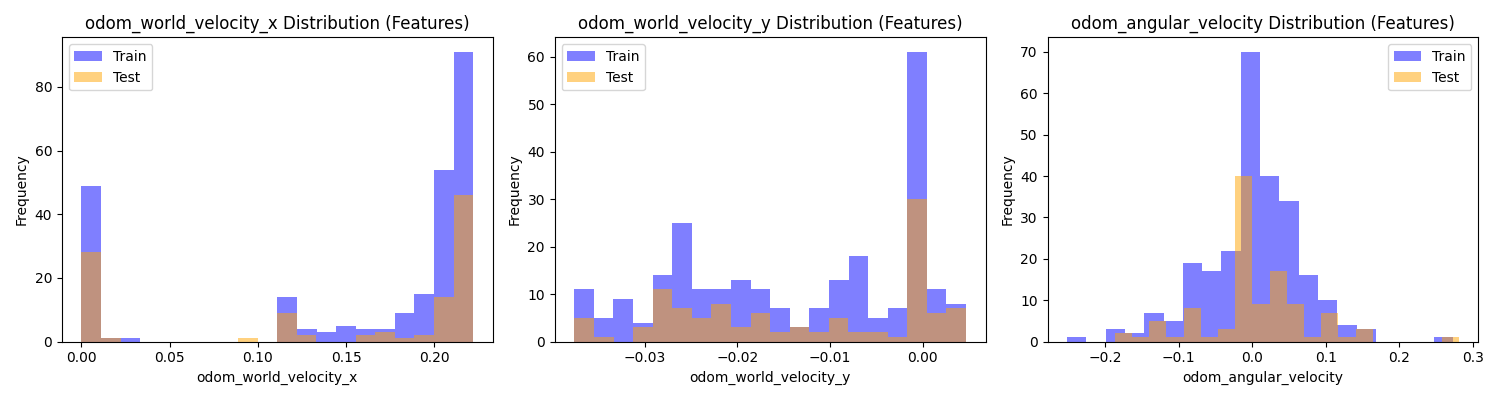 odom_world_velocity_x Distribution (Features)
Train
Test
80
60
40
20
0
Frequency
0.00 0.05 0.10 0.15 0.20
odom_world_velocity_x
odom_world_velocity_y Distribution (Features)
Train
Test
60
50
40
30
20
10
0
Frequency
−0.03 −0.02 −0.01 0.00
odom_world_velocity_y
odom_angular_velocity Distribution (Features)
Train
Test
70
60
50
40
30
20
10
0
Frequency
−0.2 −0.1 0.0 0.1 0.2 0.3
odom_angular_velocity